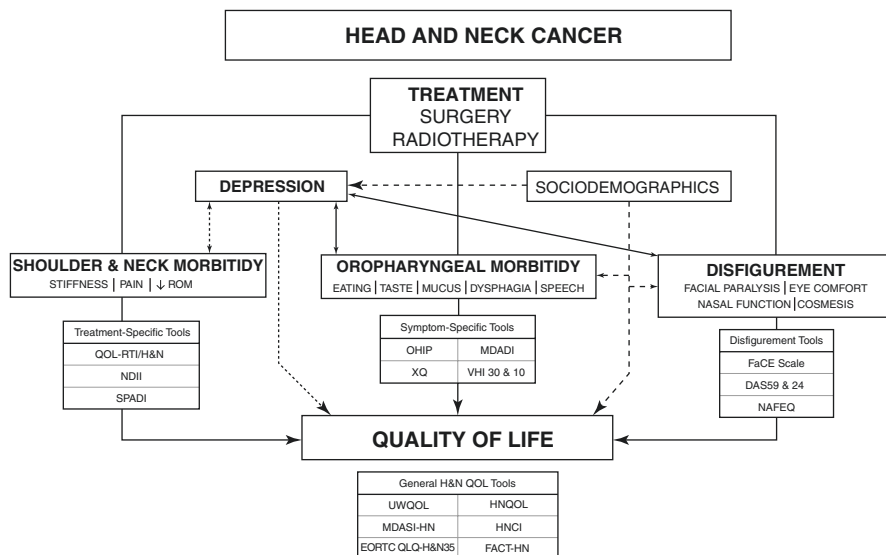 HEAD AND NECK CANCER
TREATMENT
SURGERY
RADIOTHERAPY
DEPRESSION
SOCIODEMOGRAPHICS
SHOULDER & NECK MORBITIDY
STIFFNESS | PAIN | ↓ ROM
OROPHARYNGEAL MORBITIDY
EATING | TASTE | MUCUS | DYSPHAGIA | SPEECH
DISFIGUREMENT
FACIAL PARALYSIS | EYE COMFORT
NASAL FUNCTION | COSMESIS
Treatment-Specific Tools
QOL-RTI/H&N
NDII
SPADI
Symptom-Specific Tools
OHIP MDADI
XQ VHI 30 & 10
Disfigurement Tools
FaCE Scale
DAS59 & 24
NAFEQ
QUALITY OF LIFE
General H&N QOL Tools
UWQOL HNQOL
MDASI-HN HNCI
EORTC QLQ-H&N35 FACT-HN